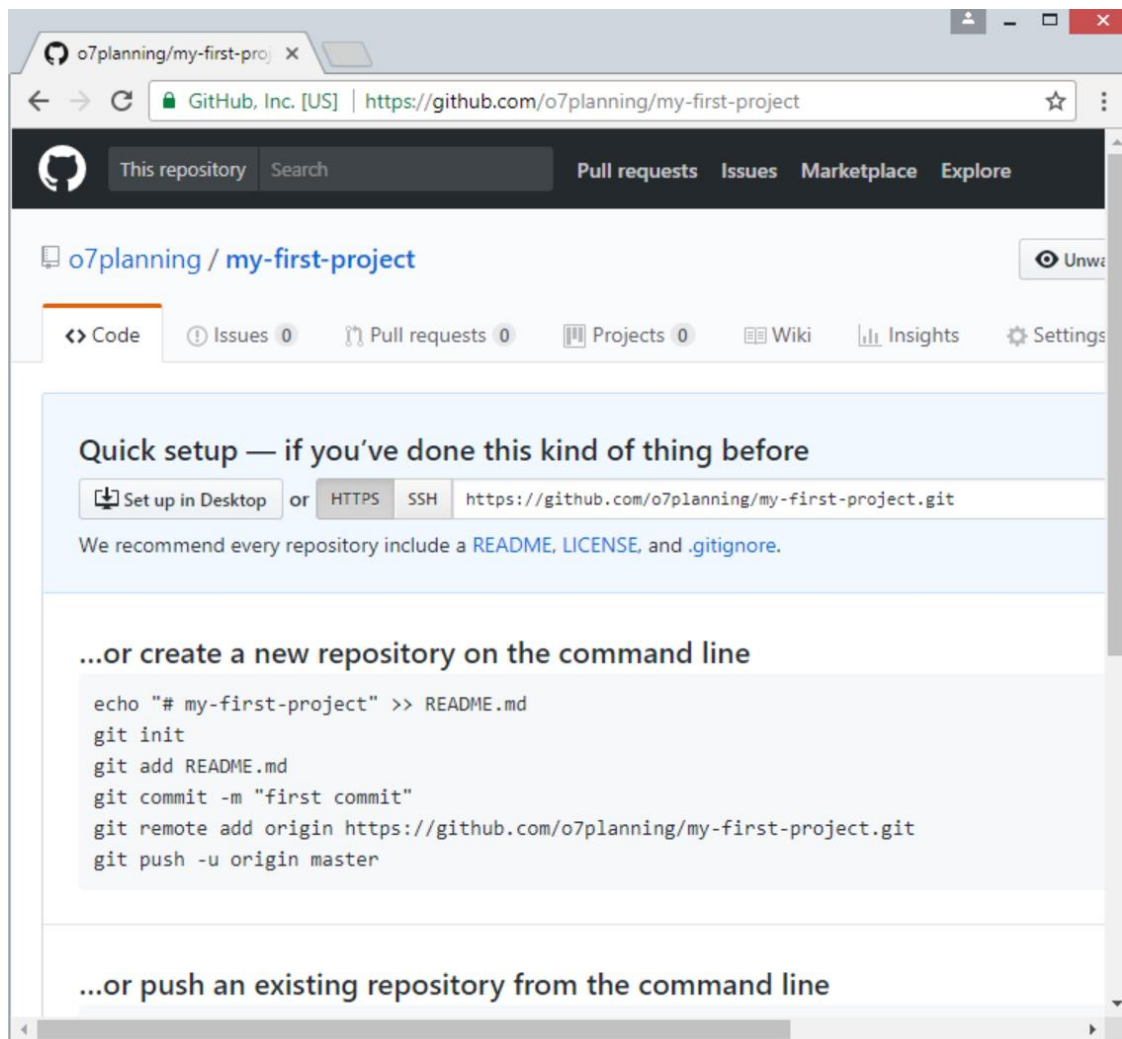 o7planning/my-first-proj
GitHub, Inc. [US] | https://github.com/o7planning/my-first-project
This repository Search Pull requests Issues Marketplace Explore
o7planning / my-first-project Unwa
<> Code Issues 0 Pull requests 0 Projects 0 Wiki Insights Settings
Quick setup — if you’ve done this kind of thing before
Set up in Desktop or HTTPS SSH https://github.com/o7planning/my-first-project.git
We recommend every repository include a README, LICENSE, and .gitignore.
…or create a new repository on the command line
echo "# my-first-project" >> README.md
git init
git add README.md
git commit -m "first commit"
git remote add origin https://github.com/o7planning/my-first-project.git
git push -u origin master
…or push an existing repository from the command line